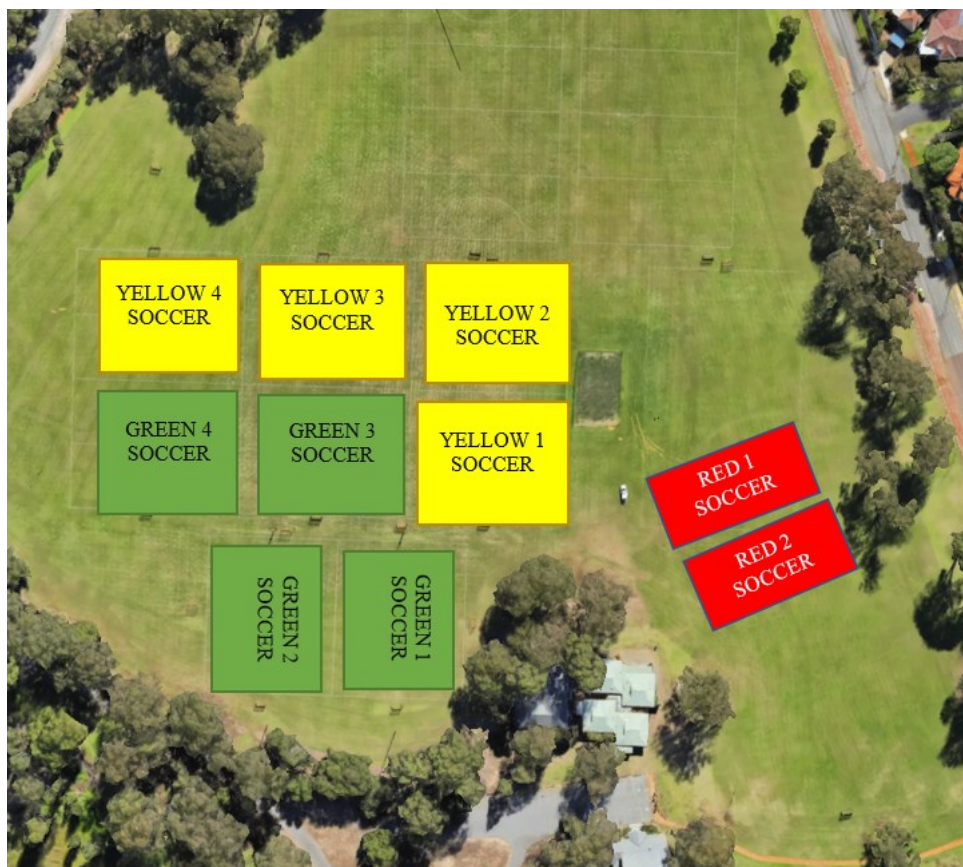 YELLOW 4
SOCCER
YELLOW 3
SOCCER
YELLOW 2
SOCCER
GREEN 4
SOCCER
GREEN 3
SOCCER
YELLOW 1
SOCCER
RED 1
SOCCER
RED 2
SOCCER
GREEN 2
SOCCER
GREEN 1
SOCCER